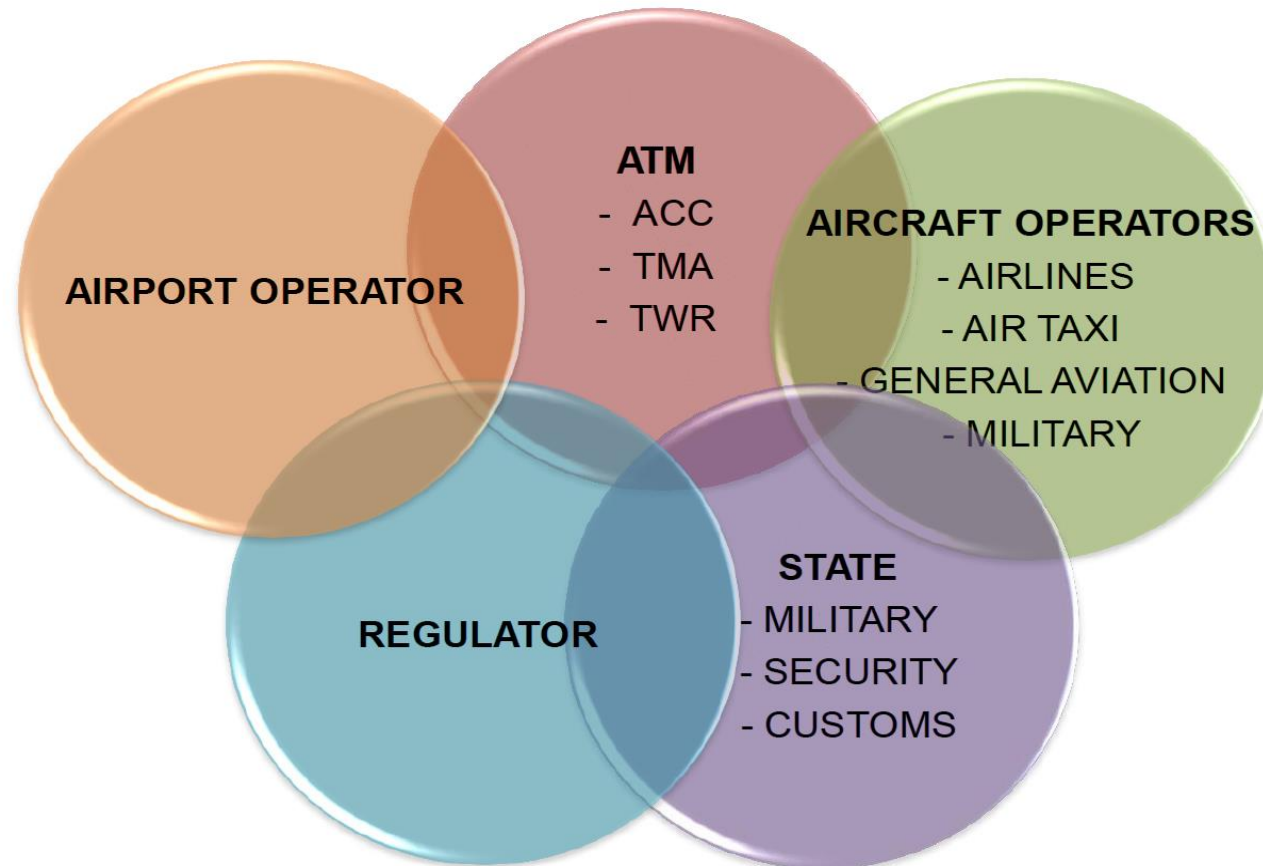 AIRPORT OPERATOR
ATM
- ACC
- TMA
- TWR
AIRCRAFT OPERATORS
- AIRLINES
- AIR TAXI
- GENERAL AVIATION
- MILITARY
REGULATOR
STATE
- MILITARY
- SECURITY
- CUSTOMS